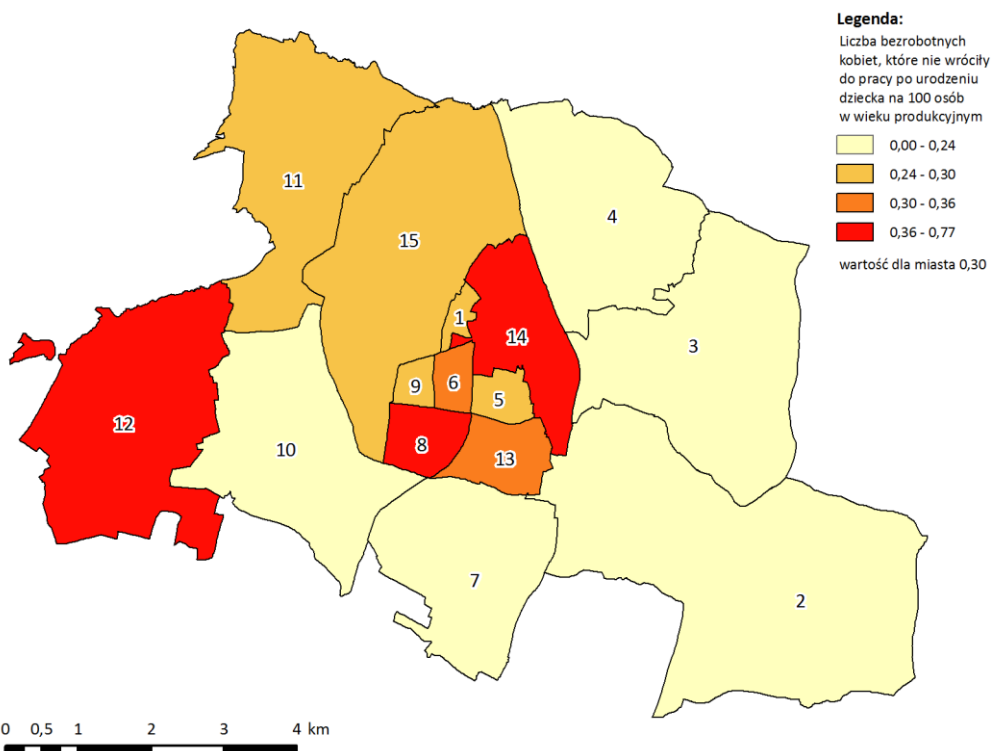 Legenda:
Liczba bezrobotnych
kobiet, które nie wróciły
do pracy po urodzeniu
dziecka na 100 osób
w wieku produkcyjnym
0,00 - 0,24
0,24 - 0,30
0,30 - 0,36
0,36 - 0,77
wartość dla miasta 0,30
11
4
15
1
14
3
6
9
5
12
8
10
13
7
2
0 0,5 1 2 3 4 km